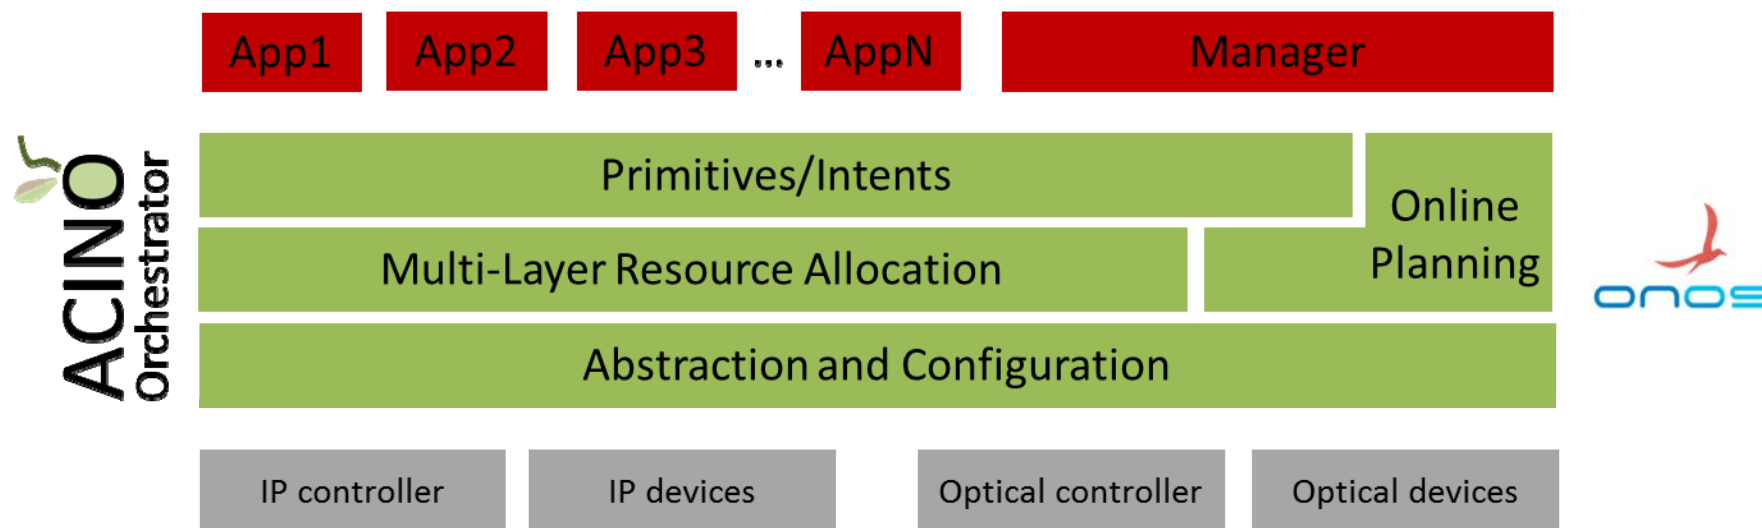 App1 App2 App3 ... AppN Manager
ACINO
Orchestrator
Primitives/Intents
Online
Planning
Multi-Layer Resource Allocation
Abstraction and Configuration
onos
IP controller IP devices Optical controller Optical devices